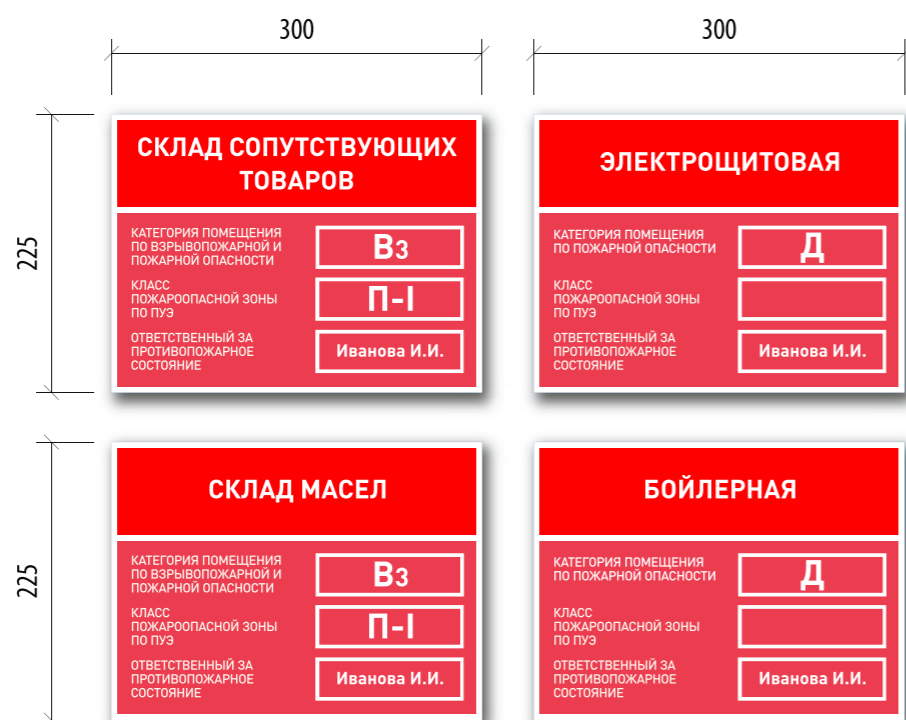 300
300
225
СКЛАД СОПУТСТВУЮЩИХ
ТОВАРОВ
КАТЕГОРИЯ ПОМЕЩЕНИЯ
ПО ВЗРЫВОПОЖАРНОЙ И
ПОЖАРНОЙ ОПАСНОСТИ
В3
КЛАСС
ПОЖАРООПАСНОЙ ЗОНЫ
ПО ПУЭ
П-I
ОТВЕТСТВЕННЫЙ ЗА
ПРОТИВОПОЖАРНОЕ
СОСТОЯНИЕ
Иванова И.И.
ЭЛЕКТРОЩИТОВАЯ
КАТЕГОРИЯ ПОМЕЩЕНИЯ
ПО ПОЖАРНОЙ ОПАСНОСТИ
Д
КЛАСС
ПОЖАРООПАСНОЙ ЗОНЫ
ПО ПУЭ
ОТВЕТСТВЕННЫЙ ЗА
ПРОТИВОПОЖАРНОЕ
СОСТОЯНИЕ
Иванова И.И.
225
СКЛАД МАСЕЛ
КАТЕГОРИЯ ПОМЕЩЕНИЯ
ПО ВЗРЫВОПОЖАРНОЙ И
ПОЖАРНОЙ ОПАСНОСТИ
В3
КЛАСС
ПОЖАРООПАСНОЙ ЗОНЫ
ПО ПУЭ
П-I
ОТВЕТСТВЕННЫЙ ЗА
ПРОТИВОПОЖАРНОЕ
СОСТОЯНИЕ
Иванова И.И.
БОЙЛЕРНАЯ
КАТЕГОРИЯ ПОМЕЩЕНИЯ
ПО ПОЖАРНОЙ ОПАСНОСТИ
Д
КЛАСС
ПОЖАРООПАСНОЙ ЗОНЫ
ПО ПУЭ
ОТВЕТСТВЕННЫЙ ЗА
ПРОТИВОПОЖАРНОЕ
СОСТОЯНИЕ
Иванова И.И.